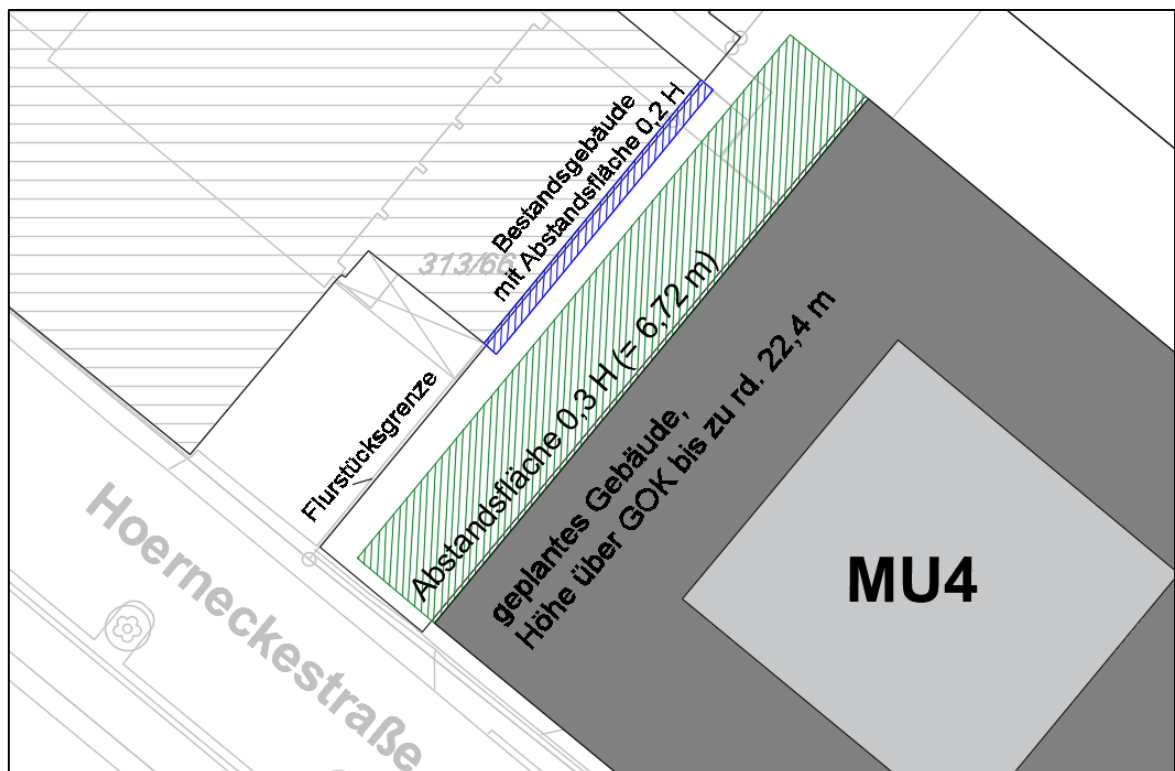 Bestandsgebäude
mit Abstandsfläche 0,2 H
313/66
Flurstücksgrenze
Abstandsfläche 0,3 H (= 6,72 m)
geplantes Gebäude,
Höhe über GOK bis zu rd. 22,4 m
MU4
Hoerneckestraße